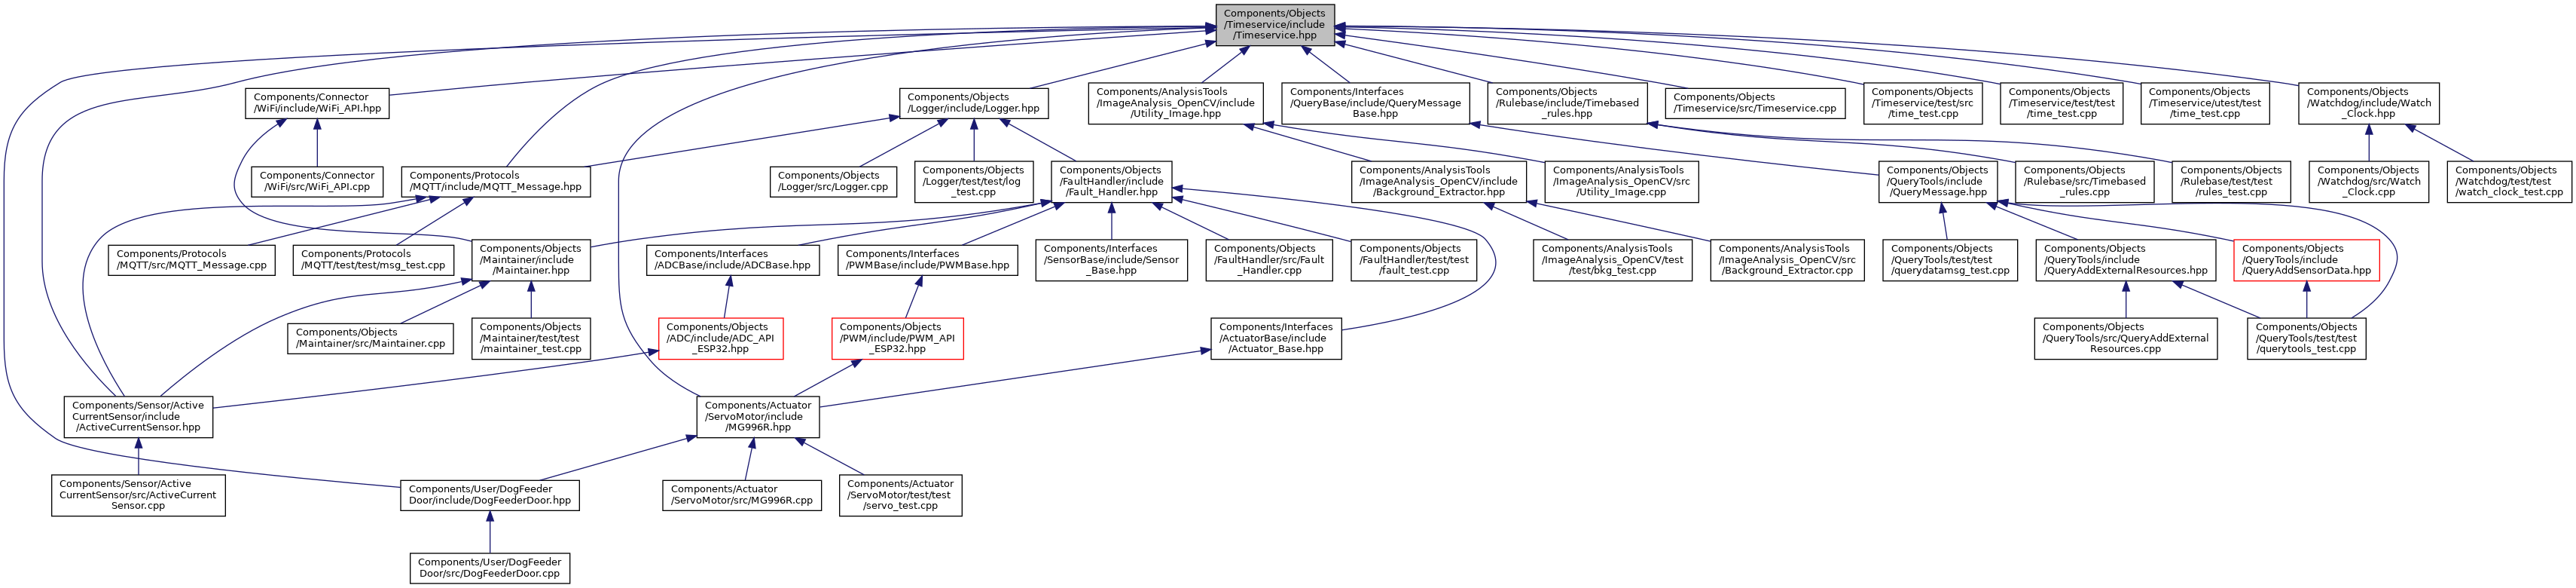 Components/Objects
/Timeservice/include
/Timeservice.hpp
Components/Connector
/WiFi/include/WiFi_API.hpp
Components/Objects
/Logger/include/Logger.hpp
Components/AnalysisTools
/ImageAnalysis_OpenCV/include
/Utility_Image.hpp
Components/Interfaces
/QueryBase/include/QueryMessage
Base.hpp
Components/Objects
/Rulebase/include/Timebased
_rules.hpp
Components/Objects
/Timeservice/src/Timeservice.cpp
Components/Objects
/Timeservice/test/src
/time_test.cpp
Components/Objects
/Timeservice/test/test
/time_test.cpp
Components/Objects
/Timeservice/utest/test
/time_test.cpp
Components/Objects
/Watchdog/include/Watch
_Clock.hpp
Components/Connector
/WiFi/src/WiFi_API.cpp
Components/Protocols
/MQTT/include/MQTT_Message.hpp
Components/Objects
/Logger/src/Logger.cpp
Components/Objects
/Logger/test/test/log
_test.cpp
Components/Objects
/FaultHandler/include
/Fault_Handler.hpp
Components/AnalysisTools
/ImageAnalysis_OpenCV/include
/Background_Extractor.hpp
Components/AnalysisTools
/ImageAnalysis_OpenCV/src
/Utility_Image.cpp
Components/Objects
/QueryTools/include
/QueryMessage.hpp
Components/Objects
/Rulebase/src/Timebased
_rules.cpp
Components/Objects
/Rulebase/test/test
/rules_test.cpp
Components/Objects
/Watchdog/src/Watch
_Clock.cpp
Components/Objects
/Watchdog/test/test
/watch_clock_test.cpp
Components/Protocols
/MQTT/src/MQTT_Message.cpp
Components/Protocols
/MQTT/test/test/msg_test.cpp
Components/Objects
/Maintainer/include
/Maintainer.hpp
Components/Interfaces
/ADCBase/include/ADCBase.hpp
Components/Interfaces
/PWMBase/include/PWMBase.hpp
Components/Interfaces
/SensorBase/include/Sensor
_Base.hpp
Components/Objects
/FaultHandler/src/Fault
_Handler.cpp
Components/Objects
/FaultHandler/test/test
/fault_test.cpp
Components/AnalysisTools
/ImageAnalysis_OpenCV/test
/test/bkg_test.cpp
Components/AnalysisTools
/ImageAnalysis_OpenCV/src
/Background_Extractor.cpp
Components/Objects
/QueryTools/test/test
/querydatamsg_test.cpp
Components/Objects
/QueryTools/include
/QueryAddExternalResources.hpp
Components/Objects
/QueryTools/include
/QueryAddSensorData.hpp
Components/Objects
/Maintainer/src/Maintainer.cpp
Components/Objects
/Maintainer/test/test
/maintainer_test.cpp
Components/Objects
/ADC/include/ADC_API
_ESP32.hpp
Components/Objects
/PWM/include/PWM_API
_ESP32.hpp
Components/Interfaces
/ActuatorBase/include
/Actuator_Base.hpp
Components/Objects
/QueryTools/src/QueryAddExternal
Resources.cpp
Components/Objects
/QueryTools/test/test
/querytools_test.cpp
Components/Sensor/Active
CurrentSensor/include
/ActiveCurrentSensor.hpp
Components/Actuator
/ServoMotor/include
/MG996R.hpp
Components/Sensor/Active
CurrentSensor/src/ActiveCurrent
Sensor.cpp
Components/User/DogFeeder
Door/include/DogFeederDoor.hpp
Components/Actuator
/ServoMotor/src/MG996R.cpp
Components/Actuator
/ServoMotor/test/test
/servo_test.cpp
Components/User/DogFeeder
Door/src/DogFeederDoor.cpp